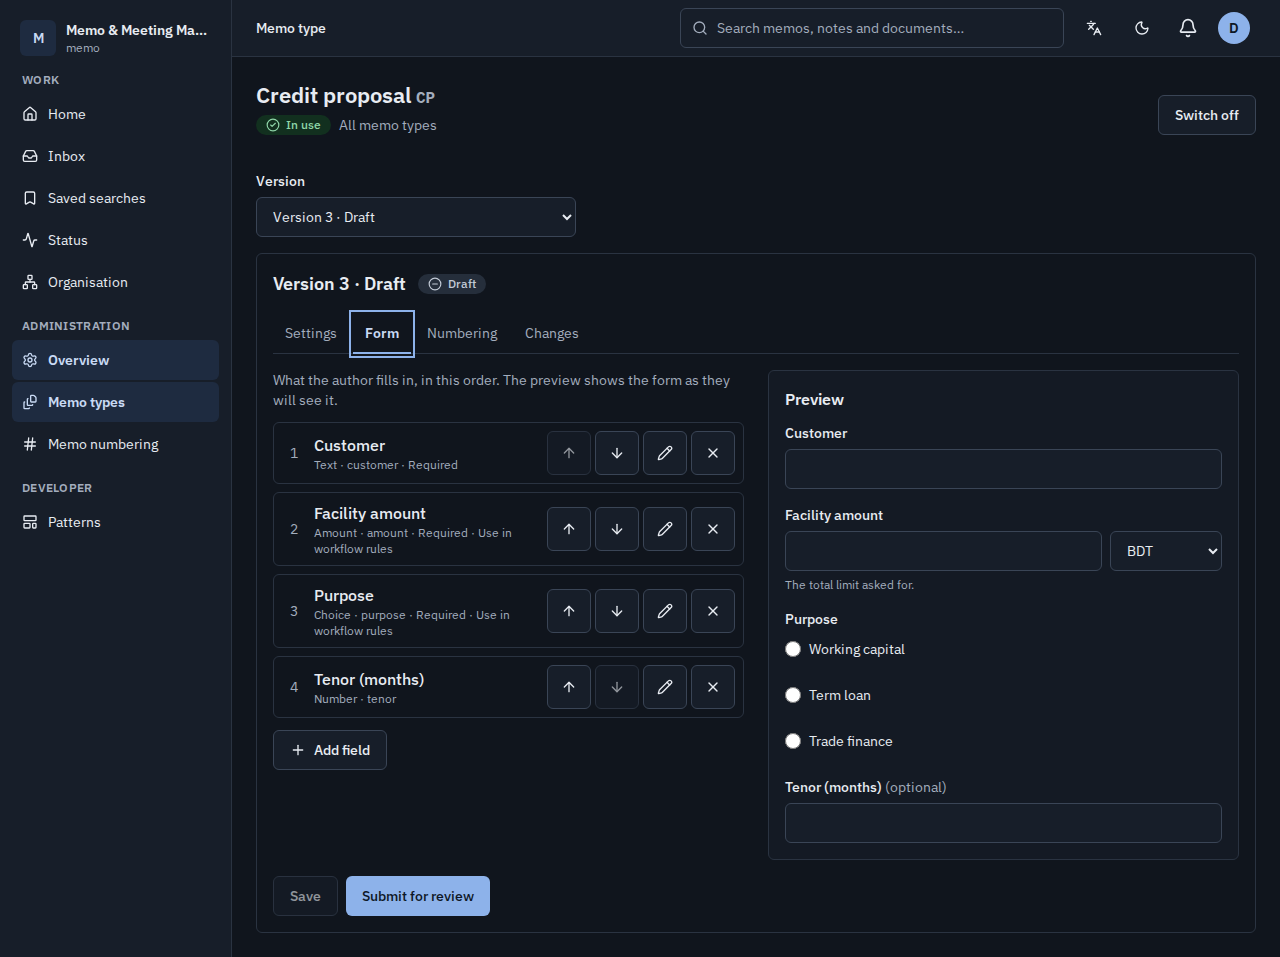 M
Memo & Meeting Ma...
memo
WORK
Home
Inbox
Saved searches
Status
Organisation
ADMINISTRATION
Overview
Memo types
Memo numbering
DEVELOPER
Patterns
Memo type
Search memos, notes and documents...
D
Credit proposal CP
In use
All memo types
Switch off
Version
Version 3 · Draft
Version 3 · Draft
Draft
Settings
Form
Numbering
Changes
What the author fills in, in this order. The preview shows the form as they
will see it.
1
Customer
Text · customer · Required
2
Facility amount
Amount · amount · Required · Use in
workflow rules
3
Purpose
Choice · purpose · Required · Use in
workflow rules
4
Tenor (months)
Number · tenor
Add field
Preview
Customer
Facility amount
BDT
The total limit asked for.
Purpose
Working capital
Term loan
Trade finance
Tenor (months) (optional)
Save
Submit for review